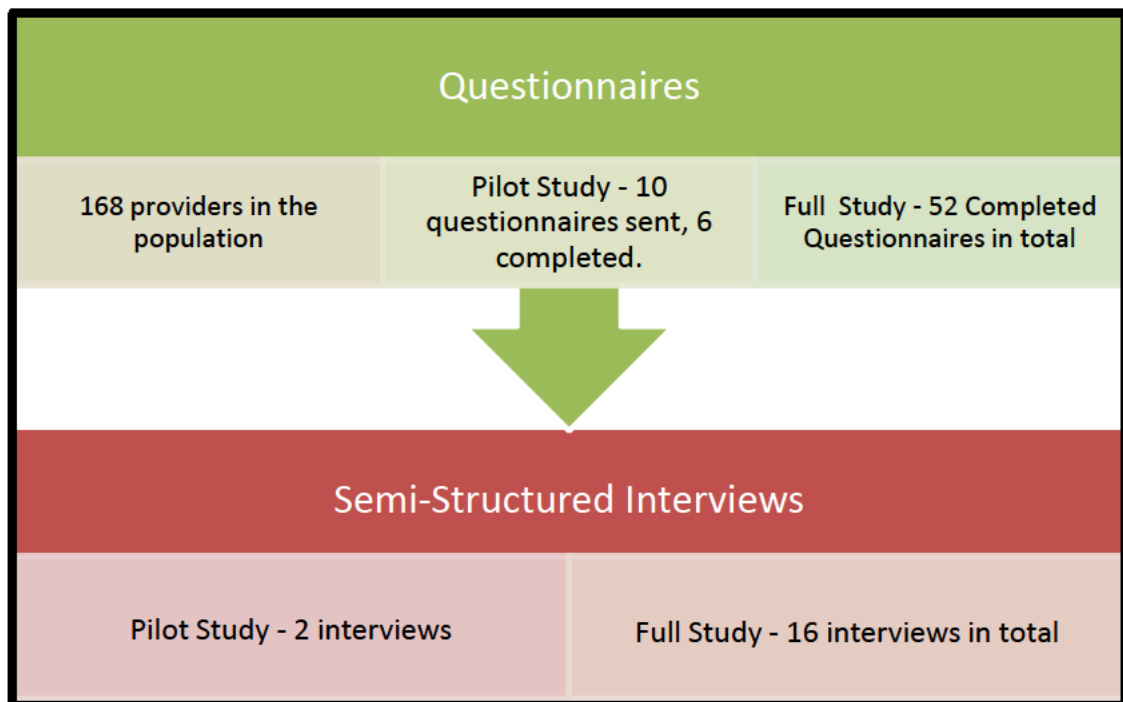 Questionnaires
168 providers in the
population
Pilot Study - 10
questionnaires sent, 6
completed.
Full  Study - 52 Completed
Questionnaires in total
Semi-Structured Interviews
Pilot Study - 2 interviews
Full Study - 16 interviews in total